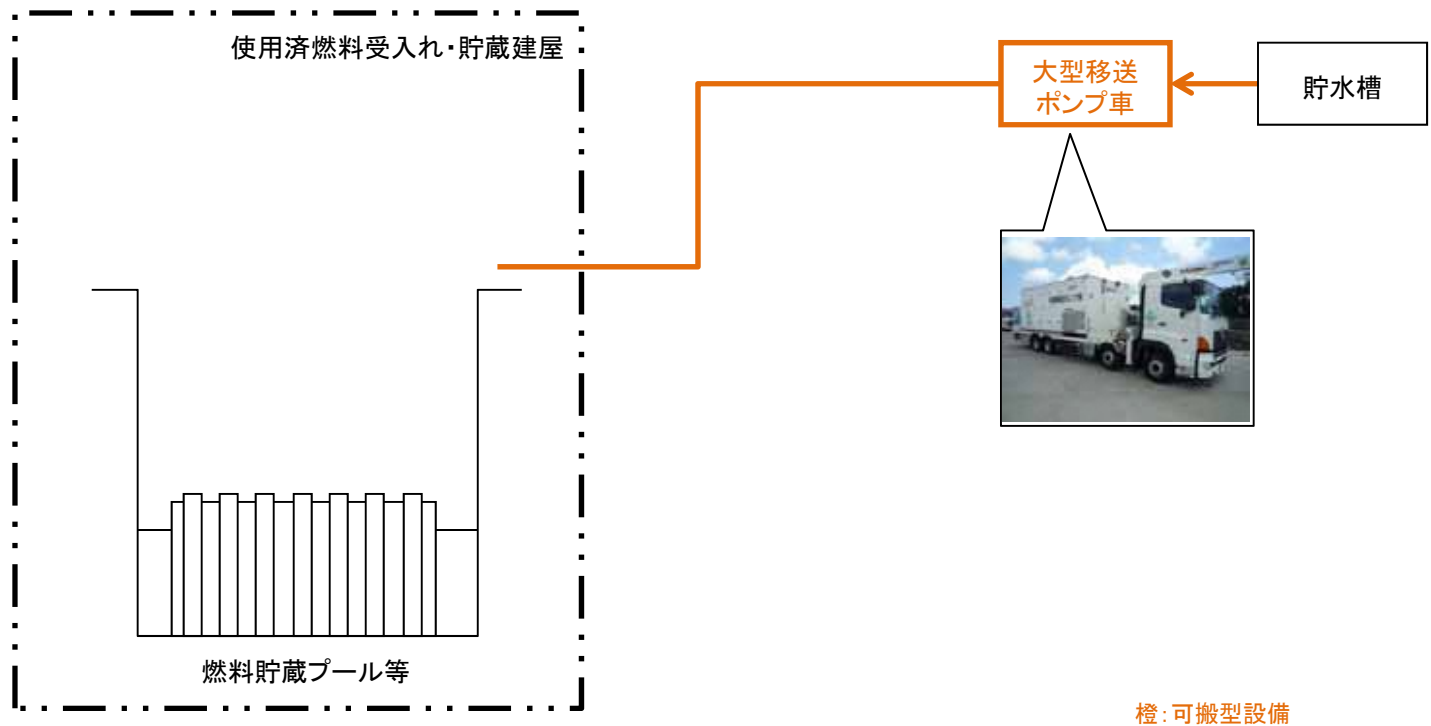 使用済燃料受入れ・貯蔵建屋
大型移送
ポンプ車
貯水槽
燃料貯蔵プール等
橙：可搬型設備